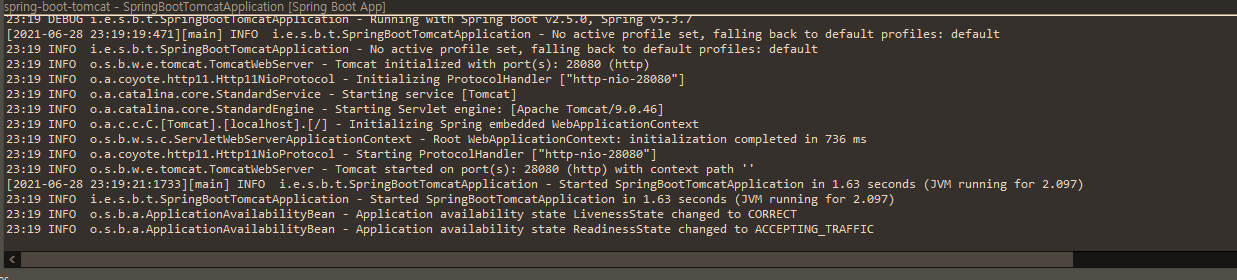 spring-boot-tomcat - SpringBootTomcatApplication [Spring Boot App]
23:19 DEBUG i.e.s.b.t.SpringBootTomcatApplication - Running with Spring Boot v2.5.0, Spring v5.3.7
[2021-06-28 23:19:19:471][main] INFO  i.e.s.b.t.SpringBootTomcatApplication - No active profile set, falling back to default profiles: default
23:19 INFO  i.e.s.b.t.SpringBootTomcatApplication - No active profile set, falling back to default profiles: default
23:19 INFO  o.s.b.w.e.tomcat.TomcatWebServer - Tomcat initialized with port(s): 28080 (http)
23:19 INFO  o.a.coyote.http11.Http11NioProtocol - Initializing ProtocolHandler ["http-nio-28080"]
23:19 INFO  o.a.catalina.core.StandardService - Starting service [Tomcat]
23:19 INFO  o.a.catalina.core.StandardEngine - Starting Servlet engine: [Apache Tomcat/9.0.46]
23:19 INFO  o.a.c.c.C.[Tomcat].[localhost].[/] - Initializing Spring embedded WebApplicationContext
23:19 INFO  o.s.b.w.s.c.ServletWebServerApplicationContext - Root WebApplicationContext: initialization completed in 736 ms
23:19 INFO  o.a.coyote.http11.Http11NioProtocol - Starting ProtocolHandler ["http-nio-28080"]
23:19 INFO  o.s.b.w.e.tomcat.TomcatWebServer - Tomcat started on port(s): 28080 (http) with context path ''
[2021-06-28 23:19:21:1733][main] INFO  i.e.s.b.t.SpringBootTomcatApplication - Started SpringBootTomcatApplication in 1.63 seconds (JVM running for 2.097)
23:19 INFO  i.e.s.b.t.SpringBootTomcatApplication - Started SpringBootTomcatApplication in 1.63 seconds (JVM running for 2.097)
23:19 INFO  o.s.b.a.ApplicationAvailabilityBean - Application availability state LivenessState changed to CORRECT
23:19 INFO  o.s.b.a.ApplicationAvailabilityBean - Application availability state ReadinessState changed to ACCEPTING_TRAFFIC